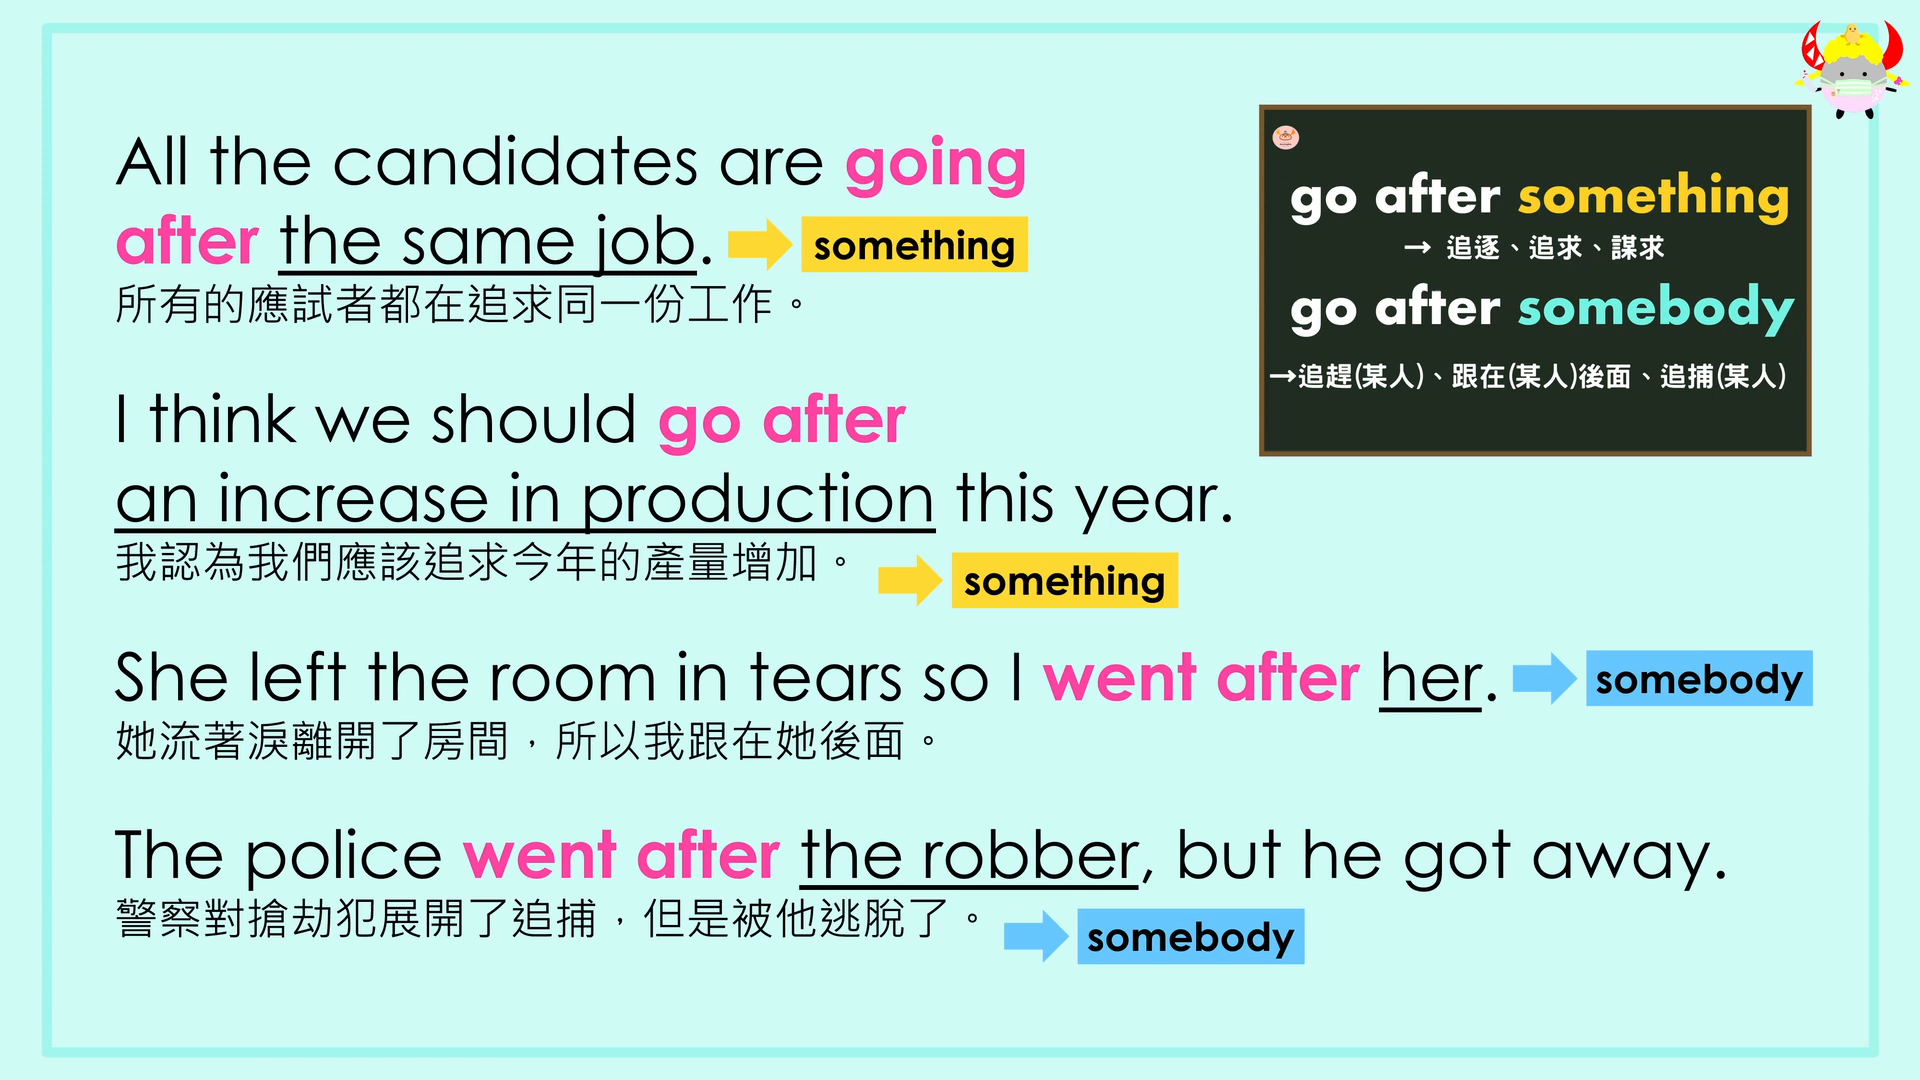 All the candidates are going
after the same job. something
所有的應試者都在追求同一份工作。
I think we should go after
an increase in production this year.
我認為我們應該追求今年的產量增加。 something
She left the room in tears so I went after her. somebody
她流著淚離開了房間，所以我跟在她後面。
The police went after the robber, but he got away.
警察對搶劫犯展開了追捕，但是被他逃脫了。 somebody
go after something
→ 追逐、追求、謀求
go after somebody
→追趕(某人)、跟在(某人)後面、追捕(某人)